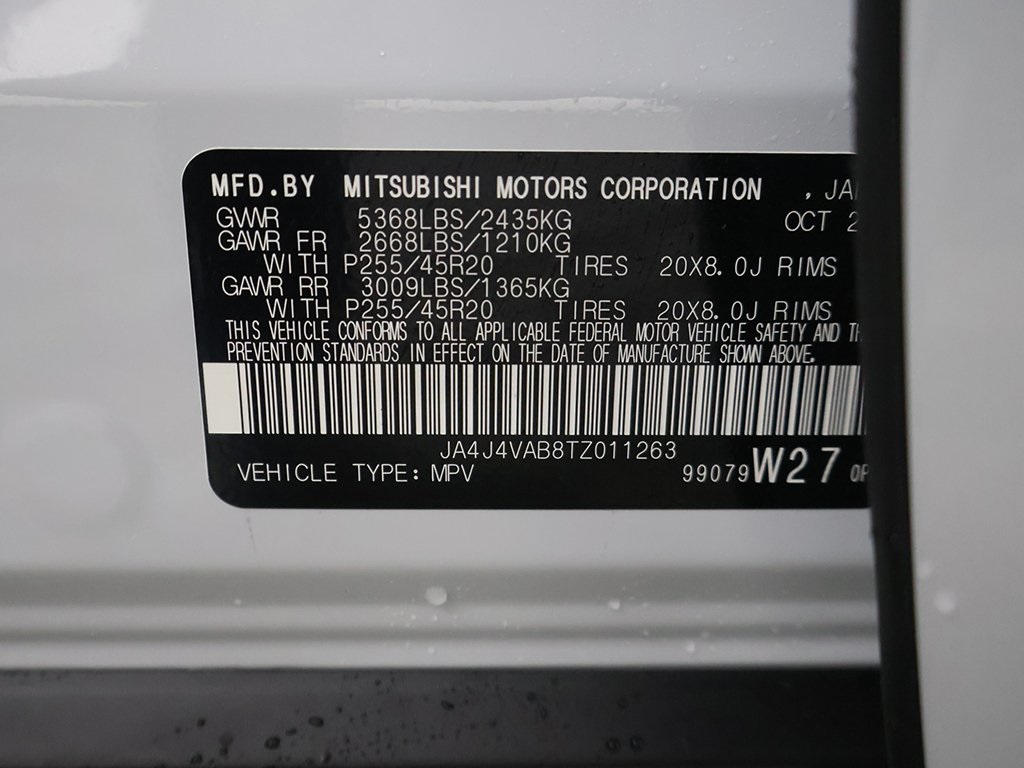 MFD.BY MITSUBISHI MOTORS CORPORATION , JA
GVWR 5368LBS/2435KG OCT 2
GAWR FR 2668LBS/1210KG
WITH P255/45R20 TIRES 20X8.0J RIMS
GAWR RR 3009LBS/1365KG
WITH P255/45R20 TIRES 20X8.0J RIMS
THIS VEHICLE CONFORMS TO ALL APPLICABLE FEDERAL MOTOR VEHICLE SAFETY AND
PREVENTION STANDARDS IN EFFECT ON THE DATE OF MANUFACTURE SHOWN ABOVE.
JA4J4VAB8TZ011263
VEHICLE TYPE: MPV 99079 W27